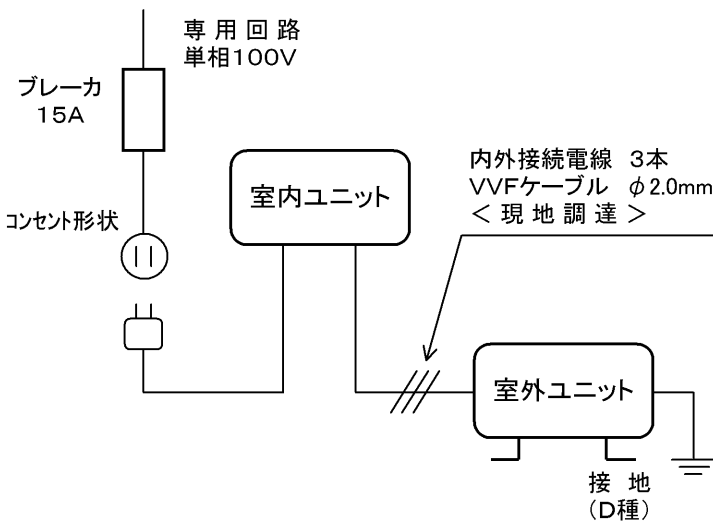 専用回路
単相100V
ブレーカ
15A
コンセント形状
室内ユニット
内外接続電線 3本
VVFケーブル φ2.0mm
＜現地調達＞
室外ユニット
接地
(D種)